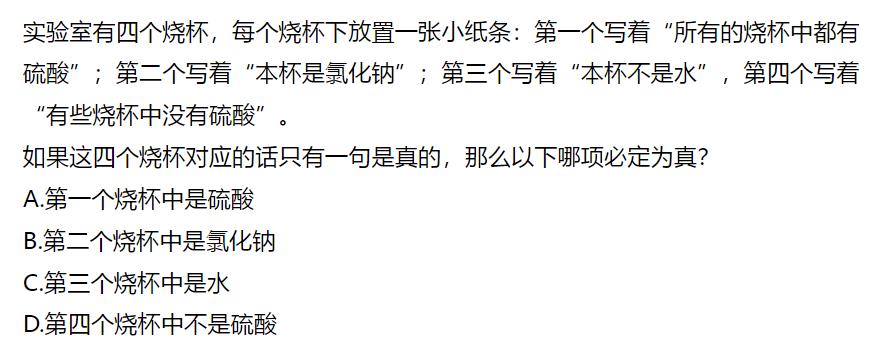 实验室有四个烧杯，每个烧杯下放置一张小纸条：第一个写着“所有的烧杯中都有
硫酸”；第二个写着“本杯是氯化钠”；第三个写着“本杯不是水”，第四个写着
“有些烧杯中没有硫酸”。
如果这四个烧杯对应的话只有一句是真的，那么以下哪项必定为真？
A.第一个烧杯中是硫酸
B.第二个烧杯中是氯化钠
C.第三个烧杯中是水
D.第四个烧杯中不是硫酸